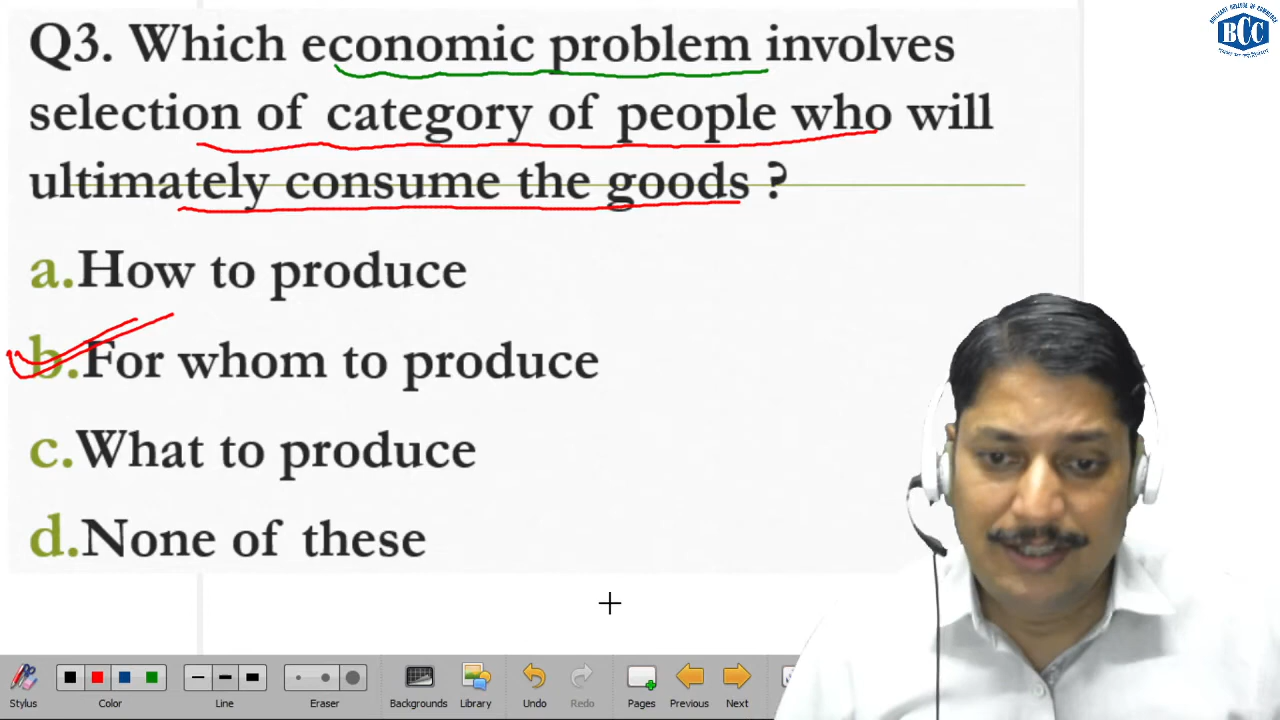 Q3. Which economic problem involves
selection of category of people who will
ultimately consume the goods ?
a.How to produce
b.For whom to produce
c.What to produce
d.None of these
BCC
Stylus
Color
Line
Eraser
Backgrounds
Library
Undo
Redo
Pages
Previous
Next